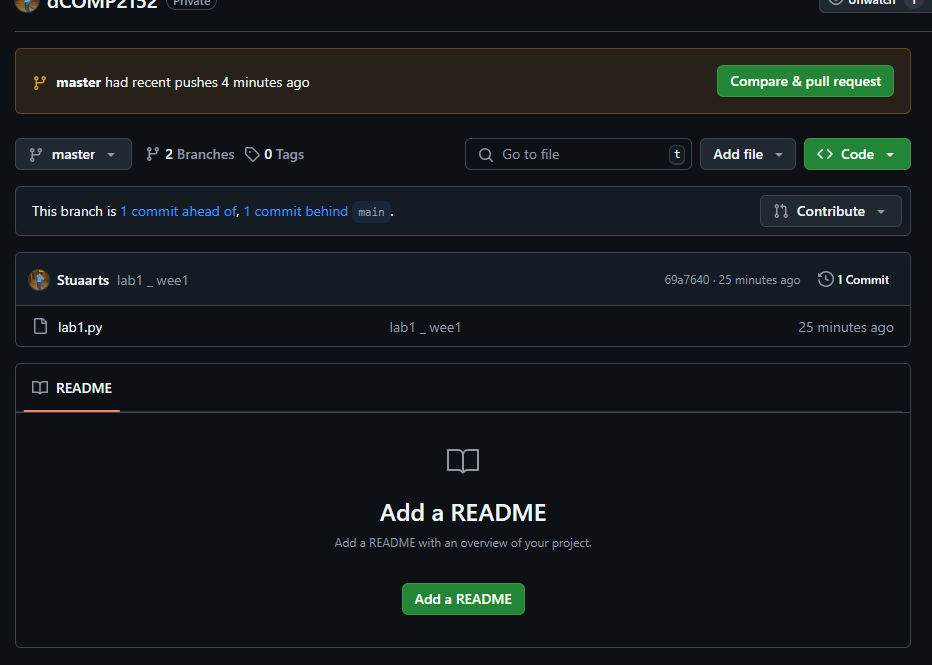 dCOMP2152 Private Unwatch 1
master had recent pushes 4 minutes ago Compare & pull request
master 2 Branches 0 Tags Go to file t Add file Code
This branch is 1 commit ahead of, 1 commit behind main . Contribute
Stuaarts lab1 _ wee1 69a7640 · 25 minutes ago 1 Commit
lab1.py lab1 _ wee1 25 minutes ago
README
Add a README
Add a README with an overview of your project.
Add a README